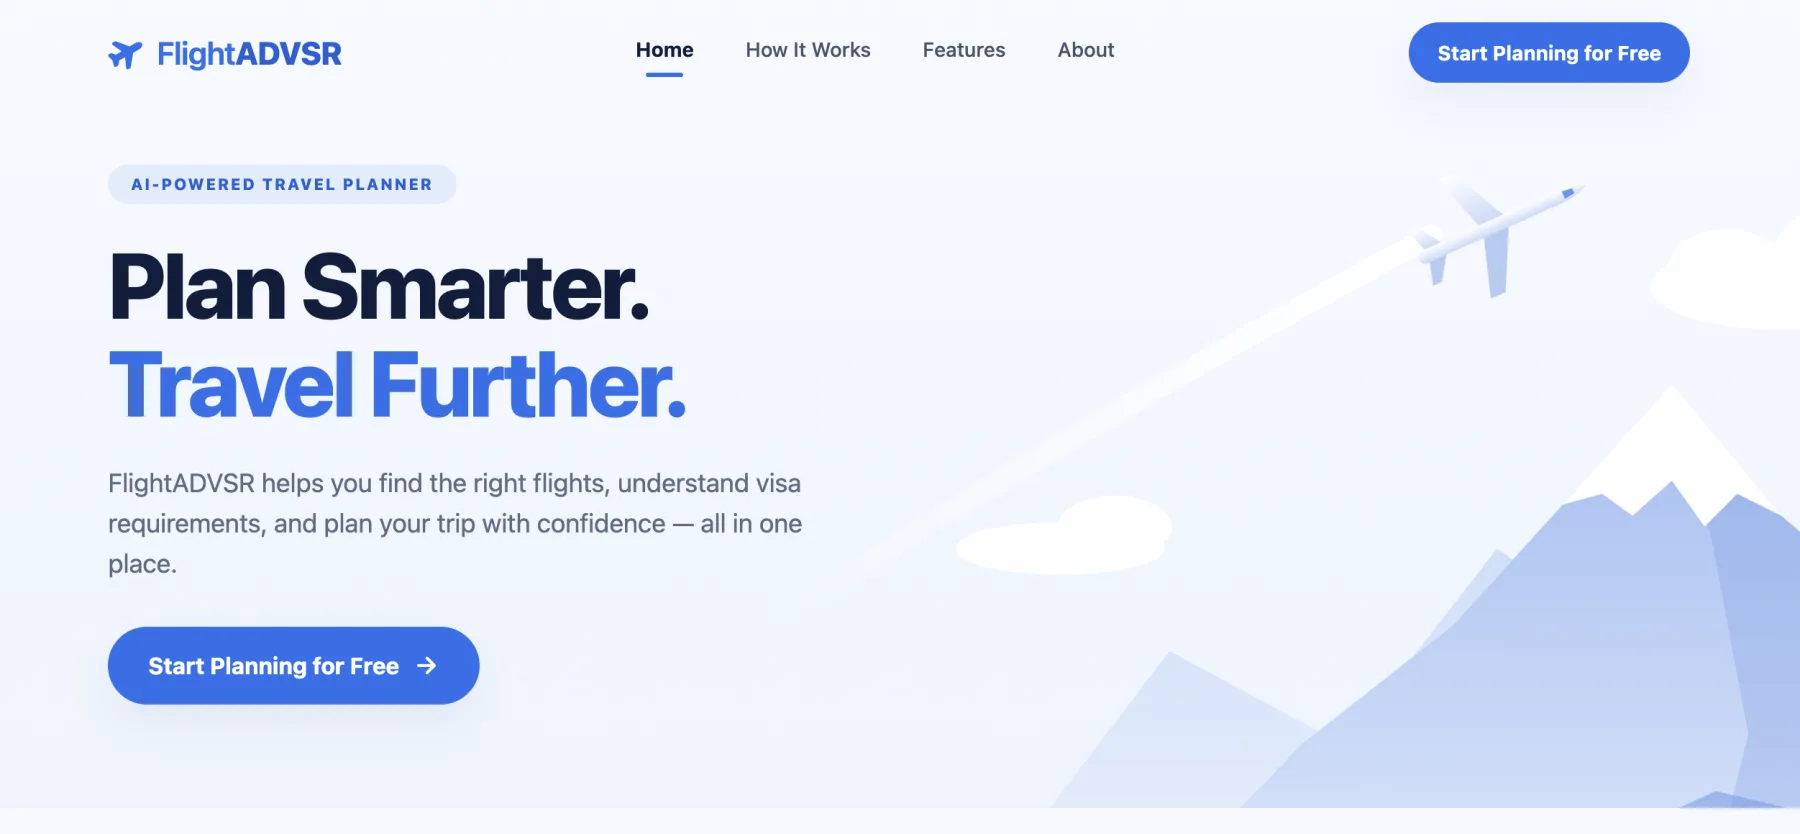 FlightADVSR
Home
How It Works
Features
About
Start Planning for Free
AI-POWERED TRAVEL PLANNER
Plan Smarter.
Travel Further.
FlightADVSR helps you find the right flights, understand visa
requirements, and plan your trip with confidence — all in one
place.
Start Planning for Free →